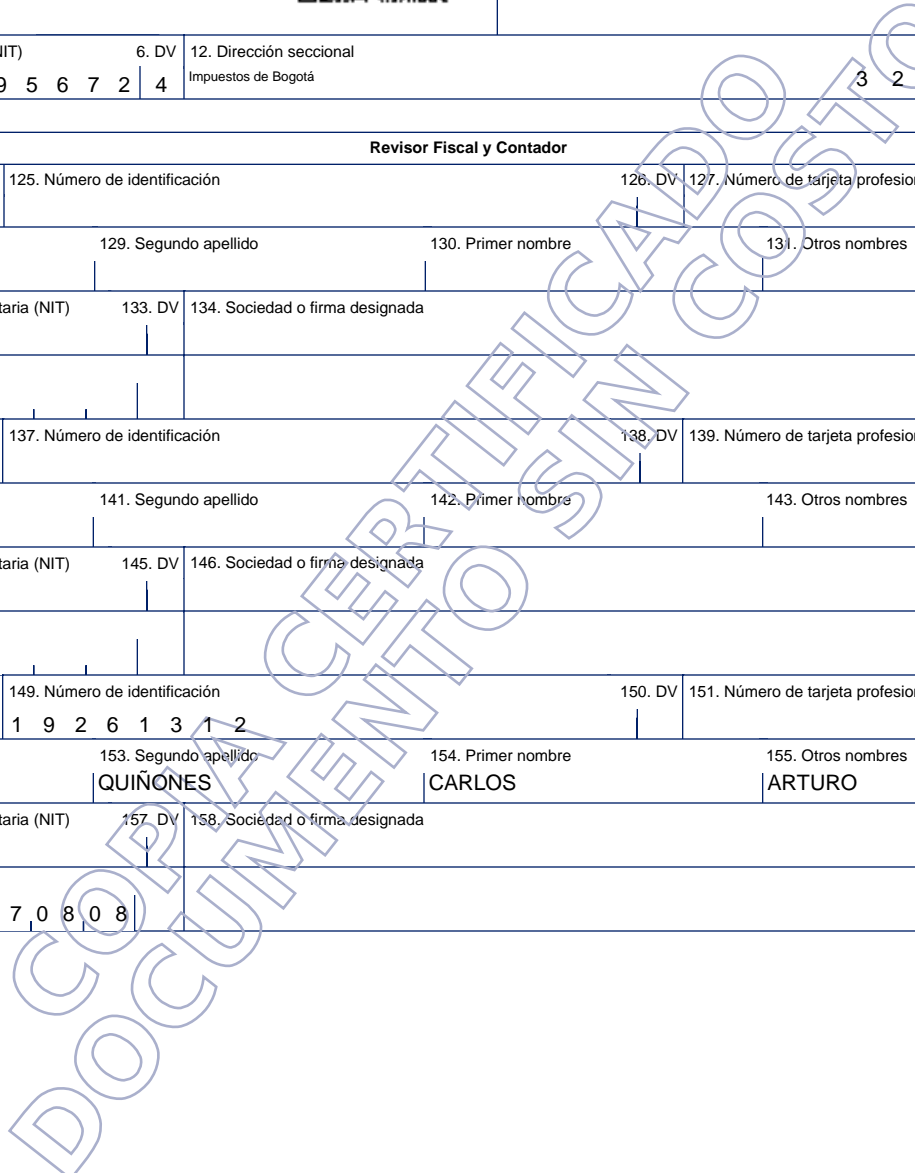 NIT) 6. DV 12. Dirección seccional
9 5 6 7 2 4 Impuestos de Bogotá 3 2
Revisor Fiscal y Contador
125. Número de identificación 126. DV 127. Número de tarjeta profesion
129. Segundo apellido 130. Primer nombre 131. Otros nombres
taria (NIT) 133. DV 134. Sociedad o firma designada
137. Número de identificación 138. DV 139. Número de tarjeta profesion
141. Segundo apellido 142. Primer nombre 143. Otros nombres
taria (NIT) 145. DV 146. Sociedad o firma designada
149. Número de identificación 150. DV 151. Número de tarjeta profesion
1 9 2 6 1 3 1 2
153. Segundo apellido 154. Primer nombre 155. Otros nombres
QUIÑONES CARLOS ARTURO
taria (NIT) 157. DV 158. Sociedad o firma designada
7 0 8 0 8
COPIA CERTIFICADO
DOCUMENTO SIN COSTO